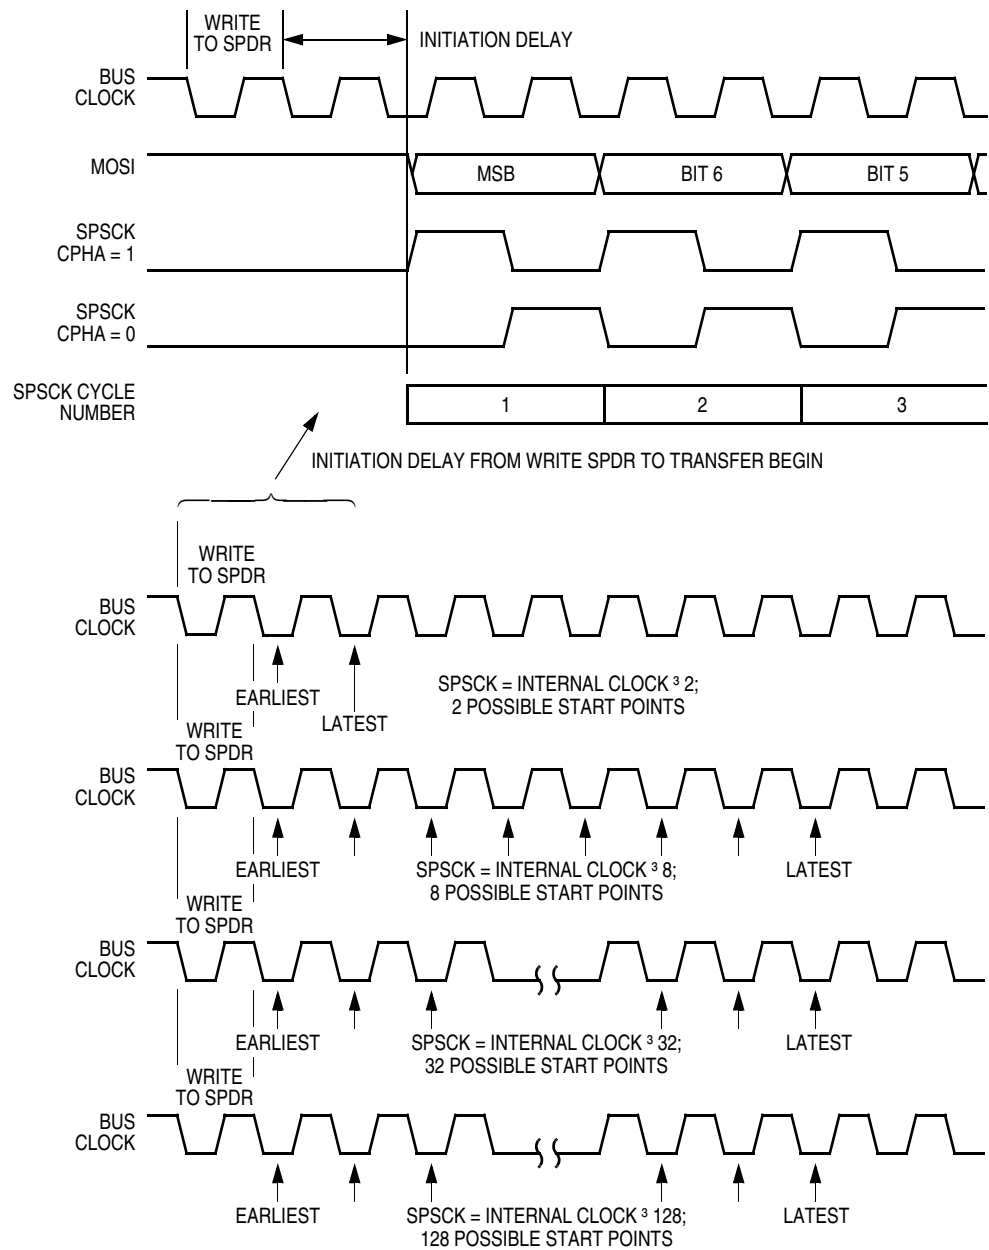 WRITE
TO SPDR
INITIATION DELAY
BUS
CLOCK
MOSI
MSB
BIT 6
BIT 5
SPSCK
CPHA = 1
SPSCK
CPHA = 0
SPSCK CYCLE
NUMBER
1
2
3
INITIATION DELAY FROM WRITE SPDR TO TRANSFER BEGIN
WRITE
TO SPDR
BUS
CLOCK
EARLIEST
LATEST
SPSCK = INTERNAL CLOCK ³ 2;
2 POSSIBLE START POINTS
WRITE
TO SPDR
BUS
CLOCK
EARLIEST
SPSCK = INTERNAL CLOCK ³ 8;
8 POSSIBLE START POINTS
LATEST
WRITE
TO SPDR
BUS
CLOCK
EARLIEST
SPSCK = INTERNAL CLOCK ³ 32;
32 POSSIBLE START POINTS
LATEST
WRITE
TO SPDR
BUS
CLOCK
EARLIEST
SPSCK = INTERNAL CLOCK ³ 128;
128 POSSIBLE START POINTS
LATEST